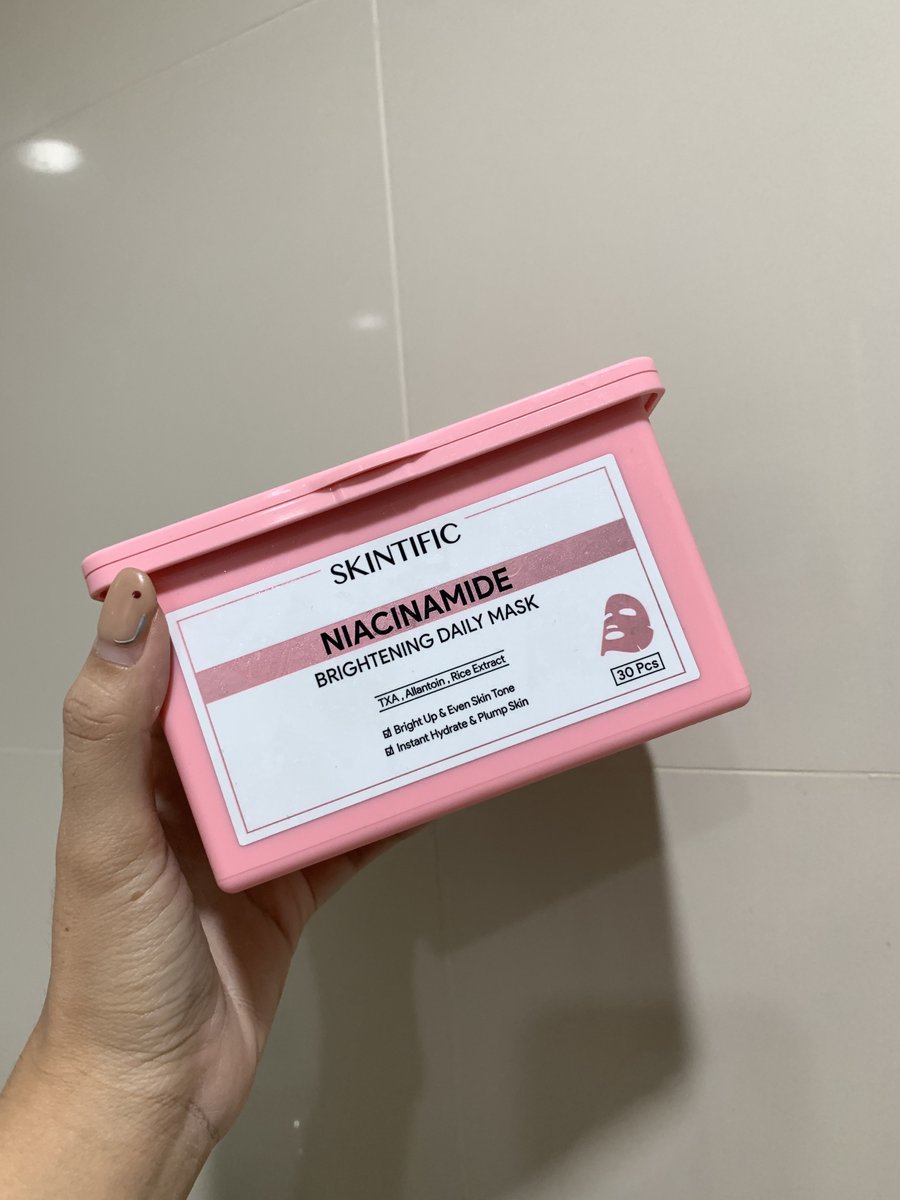 SKINTIFIC
NIACINAMIDE
BRIGHTENING DAILY MASK
TXA , Allantoin , Rice Extract
☑ Bright Up & Even Skin Tone
☑ Instant Hydrate & Plump Skin
30 Pcs